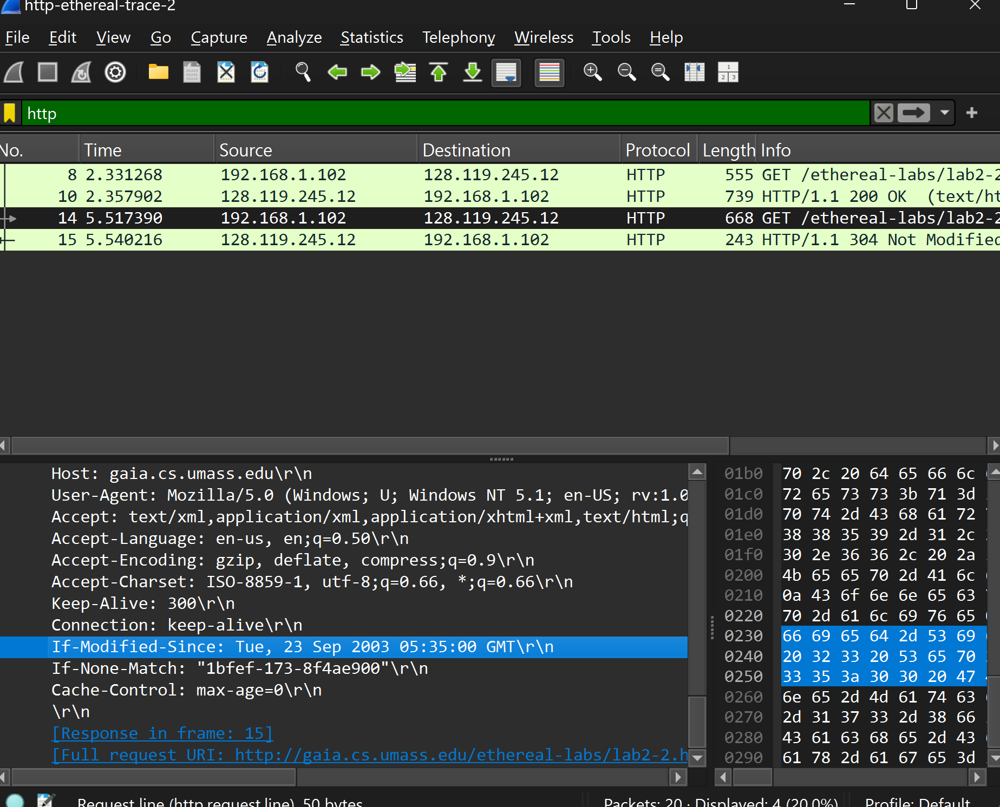 http-ethereal-trace-2
File Edit View Go Capture Analyze Statistics Telephony Wireless Tools Help
http
No. Time Source Destination Protocol Length Info
8 2.331268 192.168.1.102 128.119.245.12 HTTP 555 GET /ethereal-labs/lab2-2
10 2.357902 128.119.245.12 192.168.1.102 HTTP 739 HTTP/1.1 200 OK (text/ht
14 5.517390 192.168.1.102 128.119.245.12 HTTP 668 GET /ethereal-labs/lab2-2
15 5.540216 128.119.245.12 192.168.1.102 HTTP 243 HTTP/1.1 304 Not Modified
Host: gaia.cs.umass.edu\r\n
User-Agent: Mozilla/5.0 (Windows; U; Windows NT 5.1; en-US; rv:1.0
Accept: text/xml,application/xml,application/xhtml+xml,text/html;q
Accept-Language: en-us, en;q=0.50\r\n
Accept-Encoding: gzip, deflate, compress;q=0.9\r\n
Accept-Charset: ISO-8859-1, utf-8;q=0.66, *;q=0.66\r\n
Keep-Alive: 300\r\n
Connection: keep-alive\r\n
If-Modified-Since: Tue, 23 Sep 2003 05:35:00 GMT\r\n
If-None-Match: "1bfef-173-8f4ae900"\r\n
Cache-Control: max-age=0\r\n
\r\n
[Response in frame: 15]
[Full request URI: http://gaia.cs.umass.edu/ethereal-labs/lab2-2.h
01b0 70 2c 20 64 65 66 6c
01c0 72 65 73 73 3b 71 3d
01d0 70 74 2d 43 68 61 72
01e0 38 38 35 39 2d 31 2c
01f0 30 2e 36 36 2c 20 2a
0200 4b 65 65 70 2d 41 6c
0210 0a 43 6f 6e 6e 65 63
0220 70 2d 61 6c 69 76 65
0230 66 69 65 64 2d 53 69
0240 20 32 33 20 53 65 70
0250 33 35 3a 30 30 20 47
0260 6e 65 2d 4d 61 74 63
0270 2d 31 37 33 2d 38 66
0280 43 61 63 68 65 2d 43
0290 61 78 2d 61 67 65 3d
Request line (http.request.line), 50 bytes
Packets: 20 · Displayed: 4 (20.0%)
Profile: Default